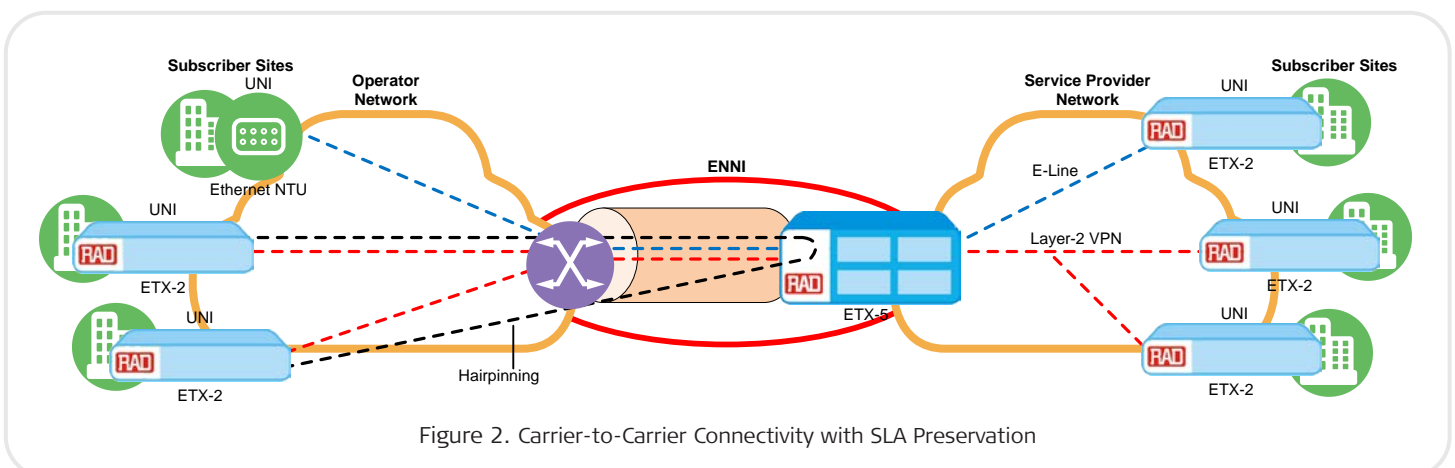 Subscriber Sites
UNI
Operator
Network
Service Provider
Network
Subscriber Sites
UNI
RAD
ETX-2
E-Line
ENNI
Ethernet NTU
UNI
RAD
ETX-2
UNI
Layer-2 VPN
RAD
ETX-2
RAD
ETX-5
UNI
RAD
ETX-2
UNI
RAD
ETX-2
Hairpinning
Figure 2. Carrier-to-Carrier Connectivity with SLA Preservation